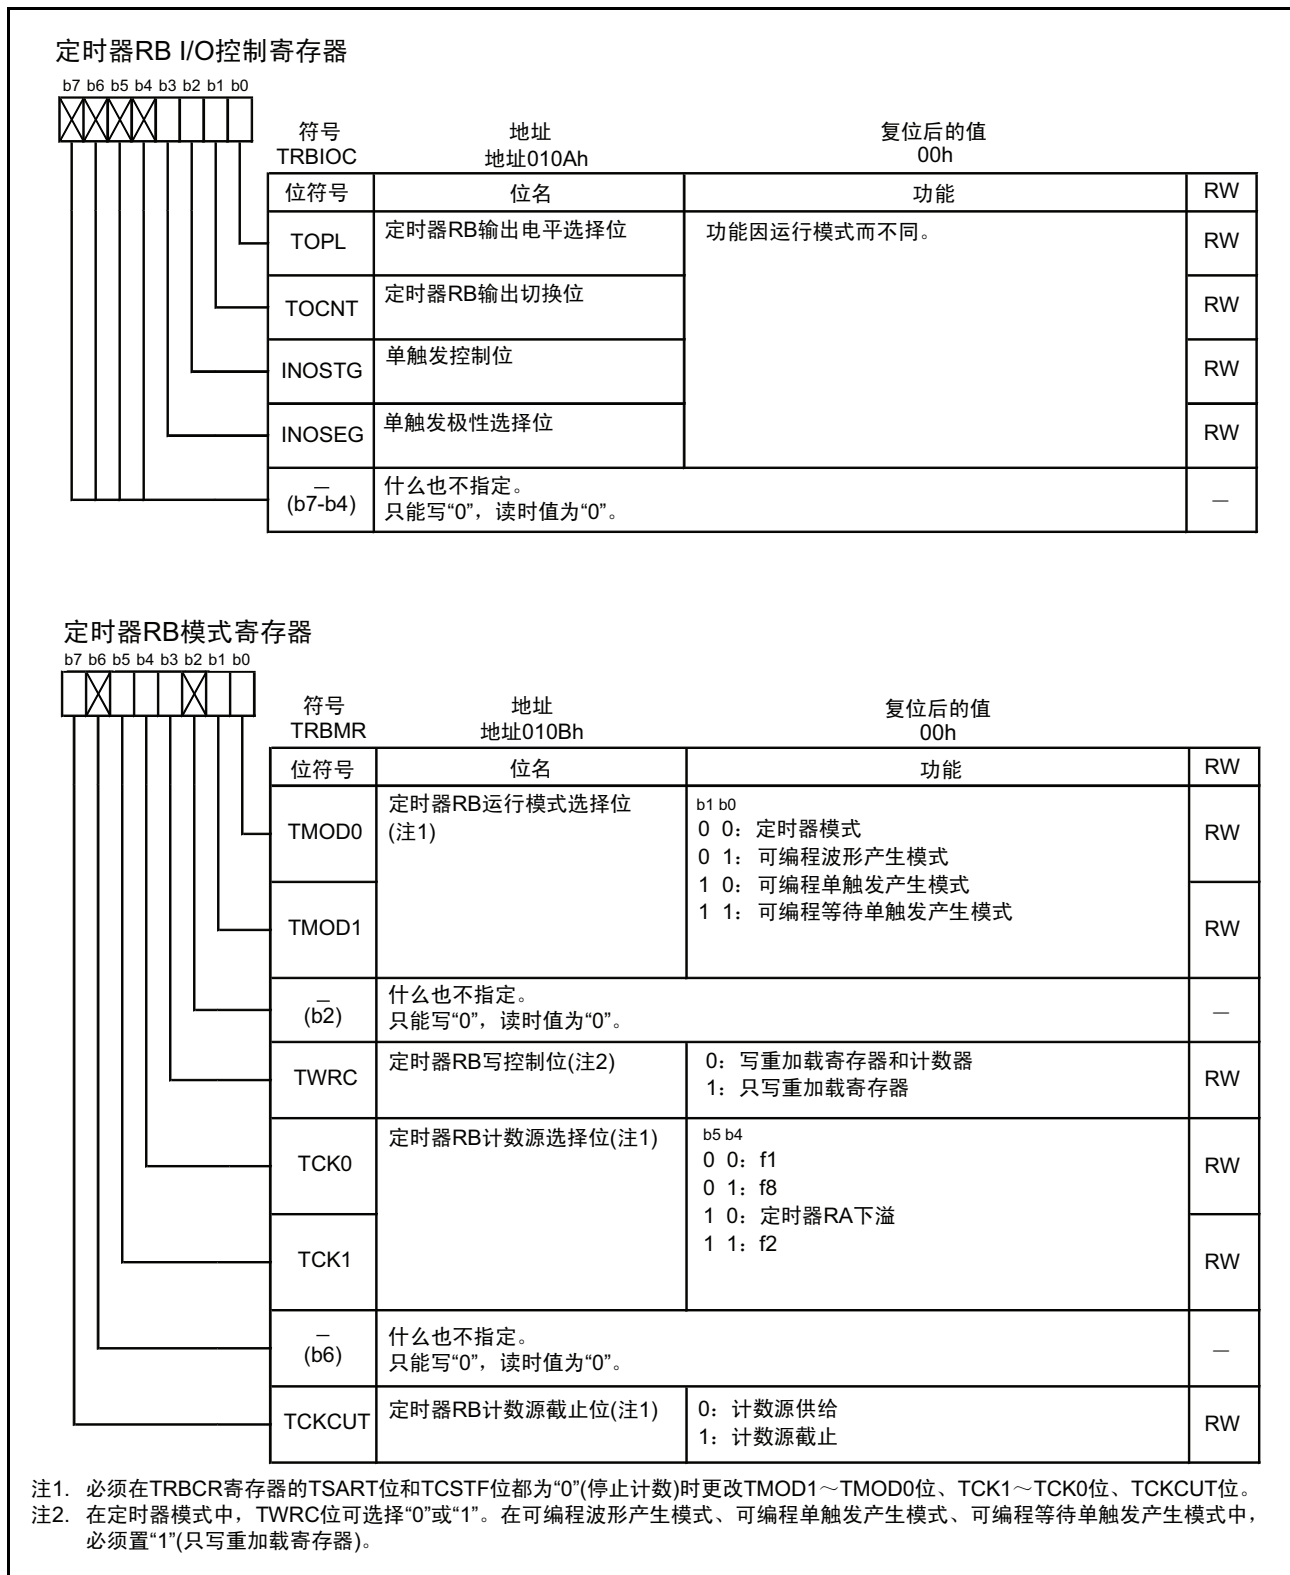 定时器RB I/O控制寄存器
b7 b6 b5 b4 b3 b2 b1 b0
符号 地址 复位后的值
TRBIOC 地址010Ah 00h
位符号 位名 功能 RW
TOPL 定时器RB输出电平选择位 功能因运行模式而不同。 RW
TOCNT 定时器RB输出切换位 RW
INOSTG 单触发控制位 RW
INOSEG 单触发极性选择位 RW
— (b7-b4) 什么也不指定。
只能写“0”，读时值为“0”。 —
定时器RB模式寄存器
b7 b6 b5 b4 b3 b2 b1 b0
符号 地址 复位后的值
TRBMR 地址010Bh 00h
位符号 位名 功能 RW
TMOD0 定时器RB运行模式选择位 (注1) RW
b1 b0
0 0：定时器模式
0 1：可编程波形产生模式
1 0：可编程单触发产生模式
1 1：可编程等待单触发产生模式
TMOD1 RW
— (b2) 什么也不指定。
只能写“0”，读时值为“0”。 —
TWRC 定时器RB写控制位(注2) RW
0：写重加载寄存器和计数器
1：只写重加载寄存器
TCK0 定时器RB计数源选择位(注1) RW
b5 b4
0 0：f1
0 1：f8
1 0：定时器RA下溢
1 1：f2
TCK1 RW
— (b6) 什么也不指定。
只能写“0”，读时值为“0”。 —
TCKCUT 定时器RB计数源截止位(注1) RW
0：计数源供给
1：计数源截止
注1. 必须在TRBCR寄存器的TSART位和TCSTF位都为“0”(停止计数)时更改TMOD1～TMOD0位、TCK1～TCK0位、TCKCUT位。
注2. 在定时器模式中，TWRC位可选择“0”或“1”。在可编程波形产生模式、可编程单触发产生模式、可编程等待单触发产生模式中，
必须置“1”(只写重加载寄存器)。